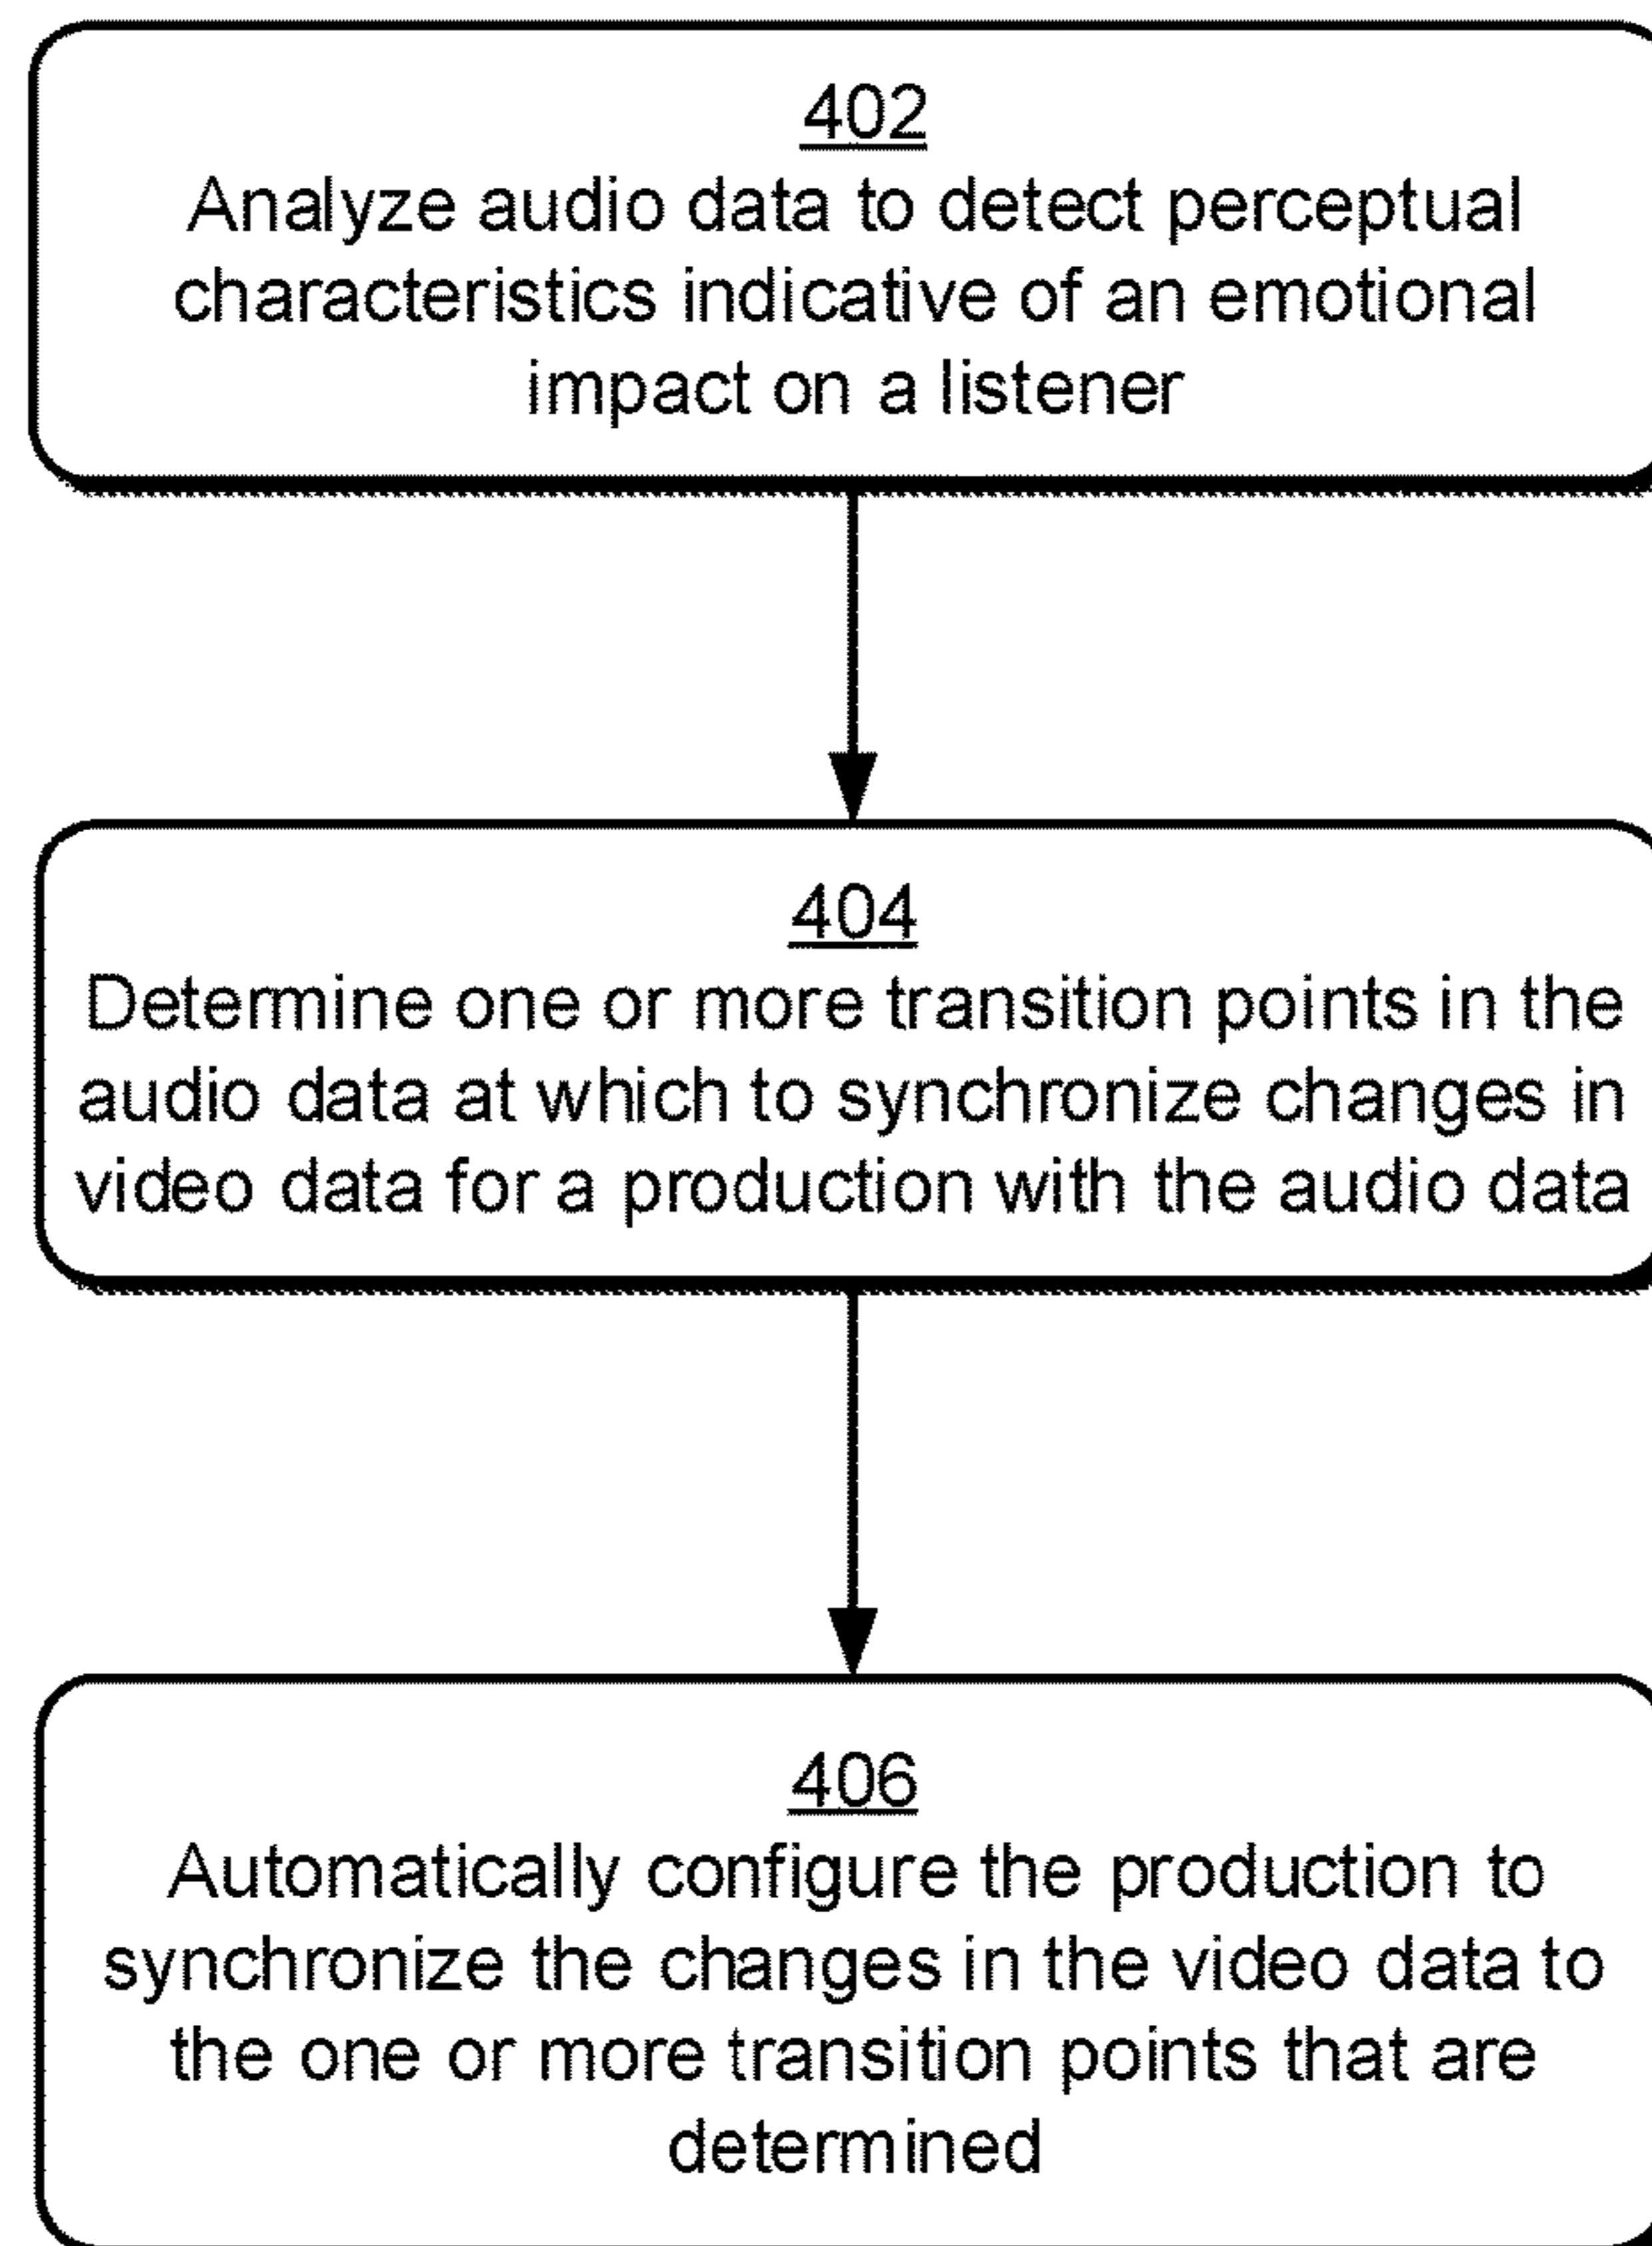 402
Analyze audio data to detect perceptual
characteristics indicative of an emotional
impact on a listener
404
Determine one or more transition points in the
audio data at which to synchronize changes in
video data for a production with the audio data
406
Automatically configure the production to
synchronize the changes in the video data to
the one or more transition points that are
determined